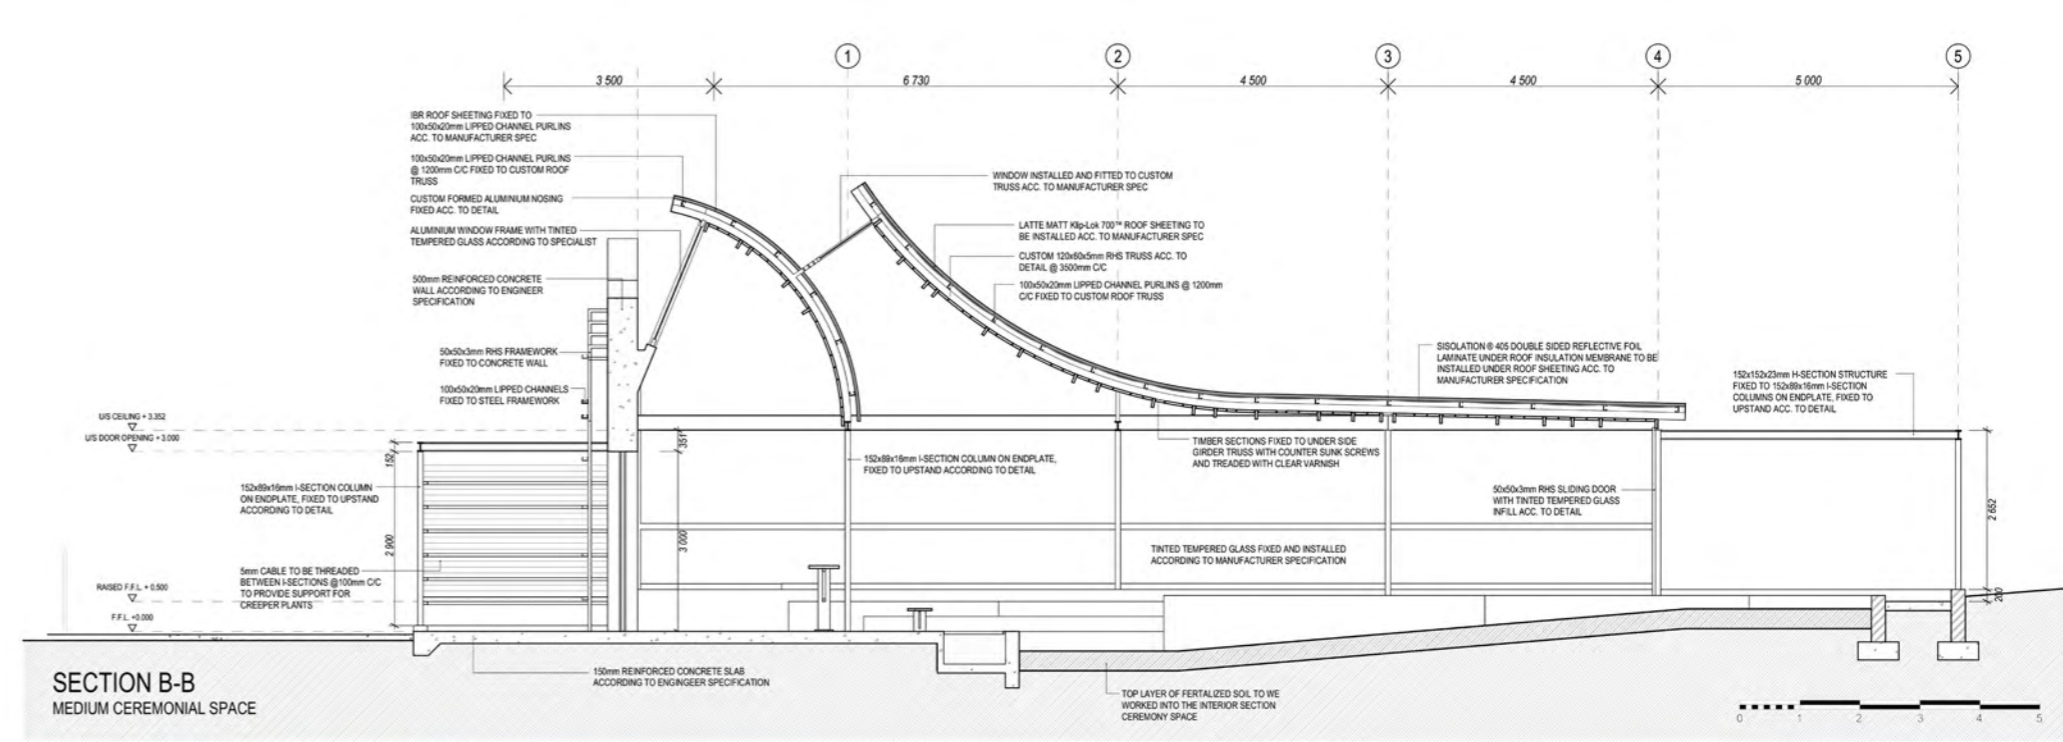 1
2
3
4
5
3 500
6 730
4 500
4 500
5 000
IBR ROOF SHEETING FIXED TO
100x50x20mm LIPPED CHANNEL PURLINS
ACC. TO MANUFACTURER SPEC
100x50x20mm LIPPED CHANNEL PURLINS
@ 1200mm C/C FIXED TO CUSTOM ROOF
TRUSS
CUSTOM FORMED ALUMINIUM NOSING
FIXED ACC. TO DETAIL
ALUMINIUM WINDOW FRAME WITH TINTED
TEMPERED GLASS ACCORDING TO SPECIALIST
500mm REINFORCED CONCRETE
WALL ACCORDING TO ENGINEER
SPECIFICATION
50x50x3mm RHS FRAMEWORK
FIXED TO CONCRETE WALL
100x50x20mm LIPPED CHANNELS
FIXED TO STEEL FRAMEWORK
WINDOW INSTALLED AND FITTED TO CUSTOM
TRUSS ACC. TO MANUFACTURER SPEC
LATTE MATT Klip-Lok 700™ ROOF SHEETING TO
BE INSTALLED ACC. TO MANUFACTURER SPEC
CUSTOM 120x60x5mm RHS TRUSS ACC. TO
DETAIL @ 3500mm C/C
100x50x20mm LIPPED CHANNEL PURLINS @ 1200mm
C/C FIXED TO CUSTOM ROOF TRUSS
SISOLATION ® 405 DOUBLE SIDED REFLECTIVE FOIL
LAMINATE UNDER ROOF INSULATION MEMBRANE TO BE
INSTALLED UNDER ROOF SHEETING ACC. TO
MANUFACTURER SPECIFICATION
152x152x23mm H-SECTION STRUCTURE
FIXED TO 152x89x16mm I-SECTION
COLUMNS ON ENDPLATE, FIXED TO
UPSTAND ACC. TO DETAIL
U/S CEILING + 3.352
U/S DOOR OPENING + 3.000
152
351
152x89x16mm I-SECTION COLUMN ON ENDPLATE,
FIXED TO UPSTAND ACCORDING TO DETAIL
TIMBER SECTIONS FIXED TO UNDER SIDE
GIRDER TRUSS WITH COUNTER SUNK SCREWS
AND TREADED WITH CLEAR VARNISH
152x89x16mm I-SECTION COLUMN
ON ENDPLATE, FIXED TO UPSTAND
ACCORDING TO DETAIL
50x50x3mm RHS SLIDING DOOR
WITH TINTED TEMPERED GLASS
INFILL ACC. TO DETAIL
2 652
2 900
3 000
TINTED TEMPERED GLASS FIXED AND INSTALLED
ACCORDING TO MANUFACTURER SPECIFICATION
5mm CABLE TO BE THREADED
BETWEEN I-SECTIONS @100mm C/C
TO PROVIDE SUPPORT FOR
CREEPER PLANTS
RAISED F.F.L. + 0.500
F.F.L. +0.000
200
150mm REINFORCED CONCRETE SLAB
ACCORDING TO ENGINGEER SPECIFICATION
TOP LAYER OF FERTALIZED SOIL TO WE
WORKED INTO THE INTERIOR SECTION
CEREMONY SPACE
SECTION B-B
MEDIUM CEREMONIAL SPACE
0 1 2 3 4 5